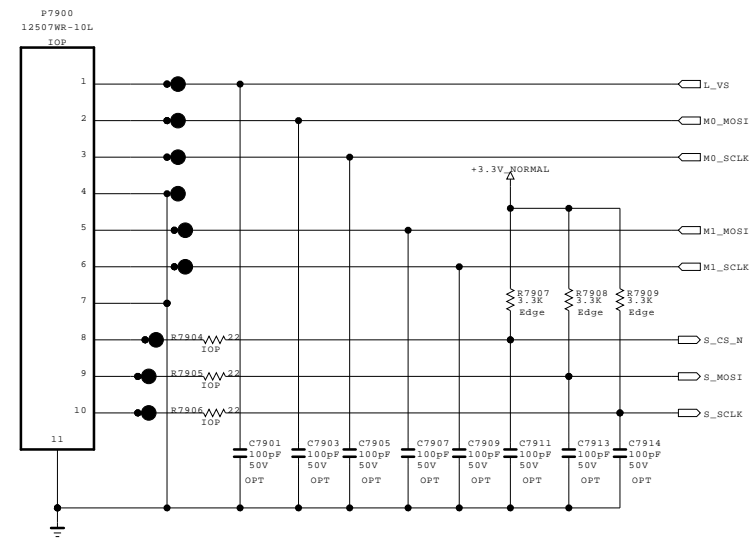 P7900
12507WR-10L
IOP
1
L_VS
2
M0_MOSI
3
M0_SCLK
+3.3V_NORMAL
4
5
M1_MOSI
6
M1_SCLK
R7907
3.3K
Edge
R7908
3.3K
Edge
R7909
3.3K
Edge
7
8
R7904
22
IOP
S_CS_N
9
R7905
22
IOP
S_MOSI
10
R7906
22
IOP
S_SCLK
11
C7901
100pF
50V
OPT
C7903
100pF
50V
OPT
C7905
100pF
50V
OPT
C7907
100pF
50V
OPT
C7909
100pF
50V
OPT
C7911
100pF
50V
OPT
C7913
100pF
50V
OPT
C7914
100pF
50V
OPT